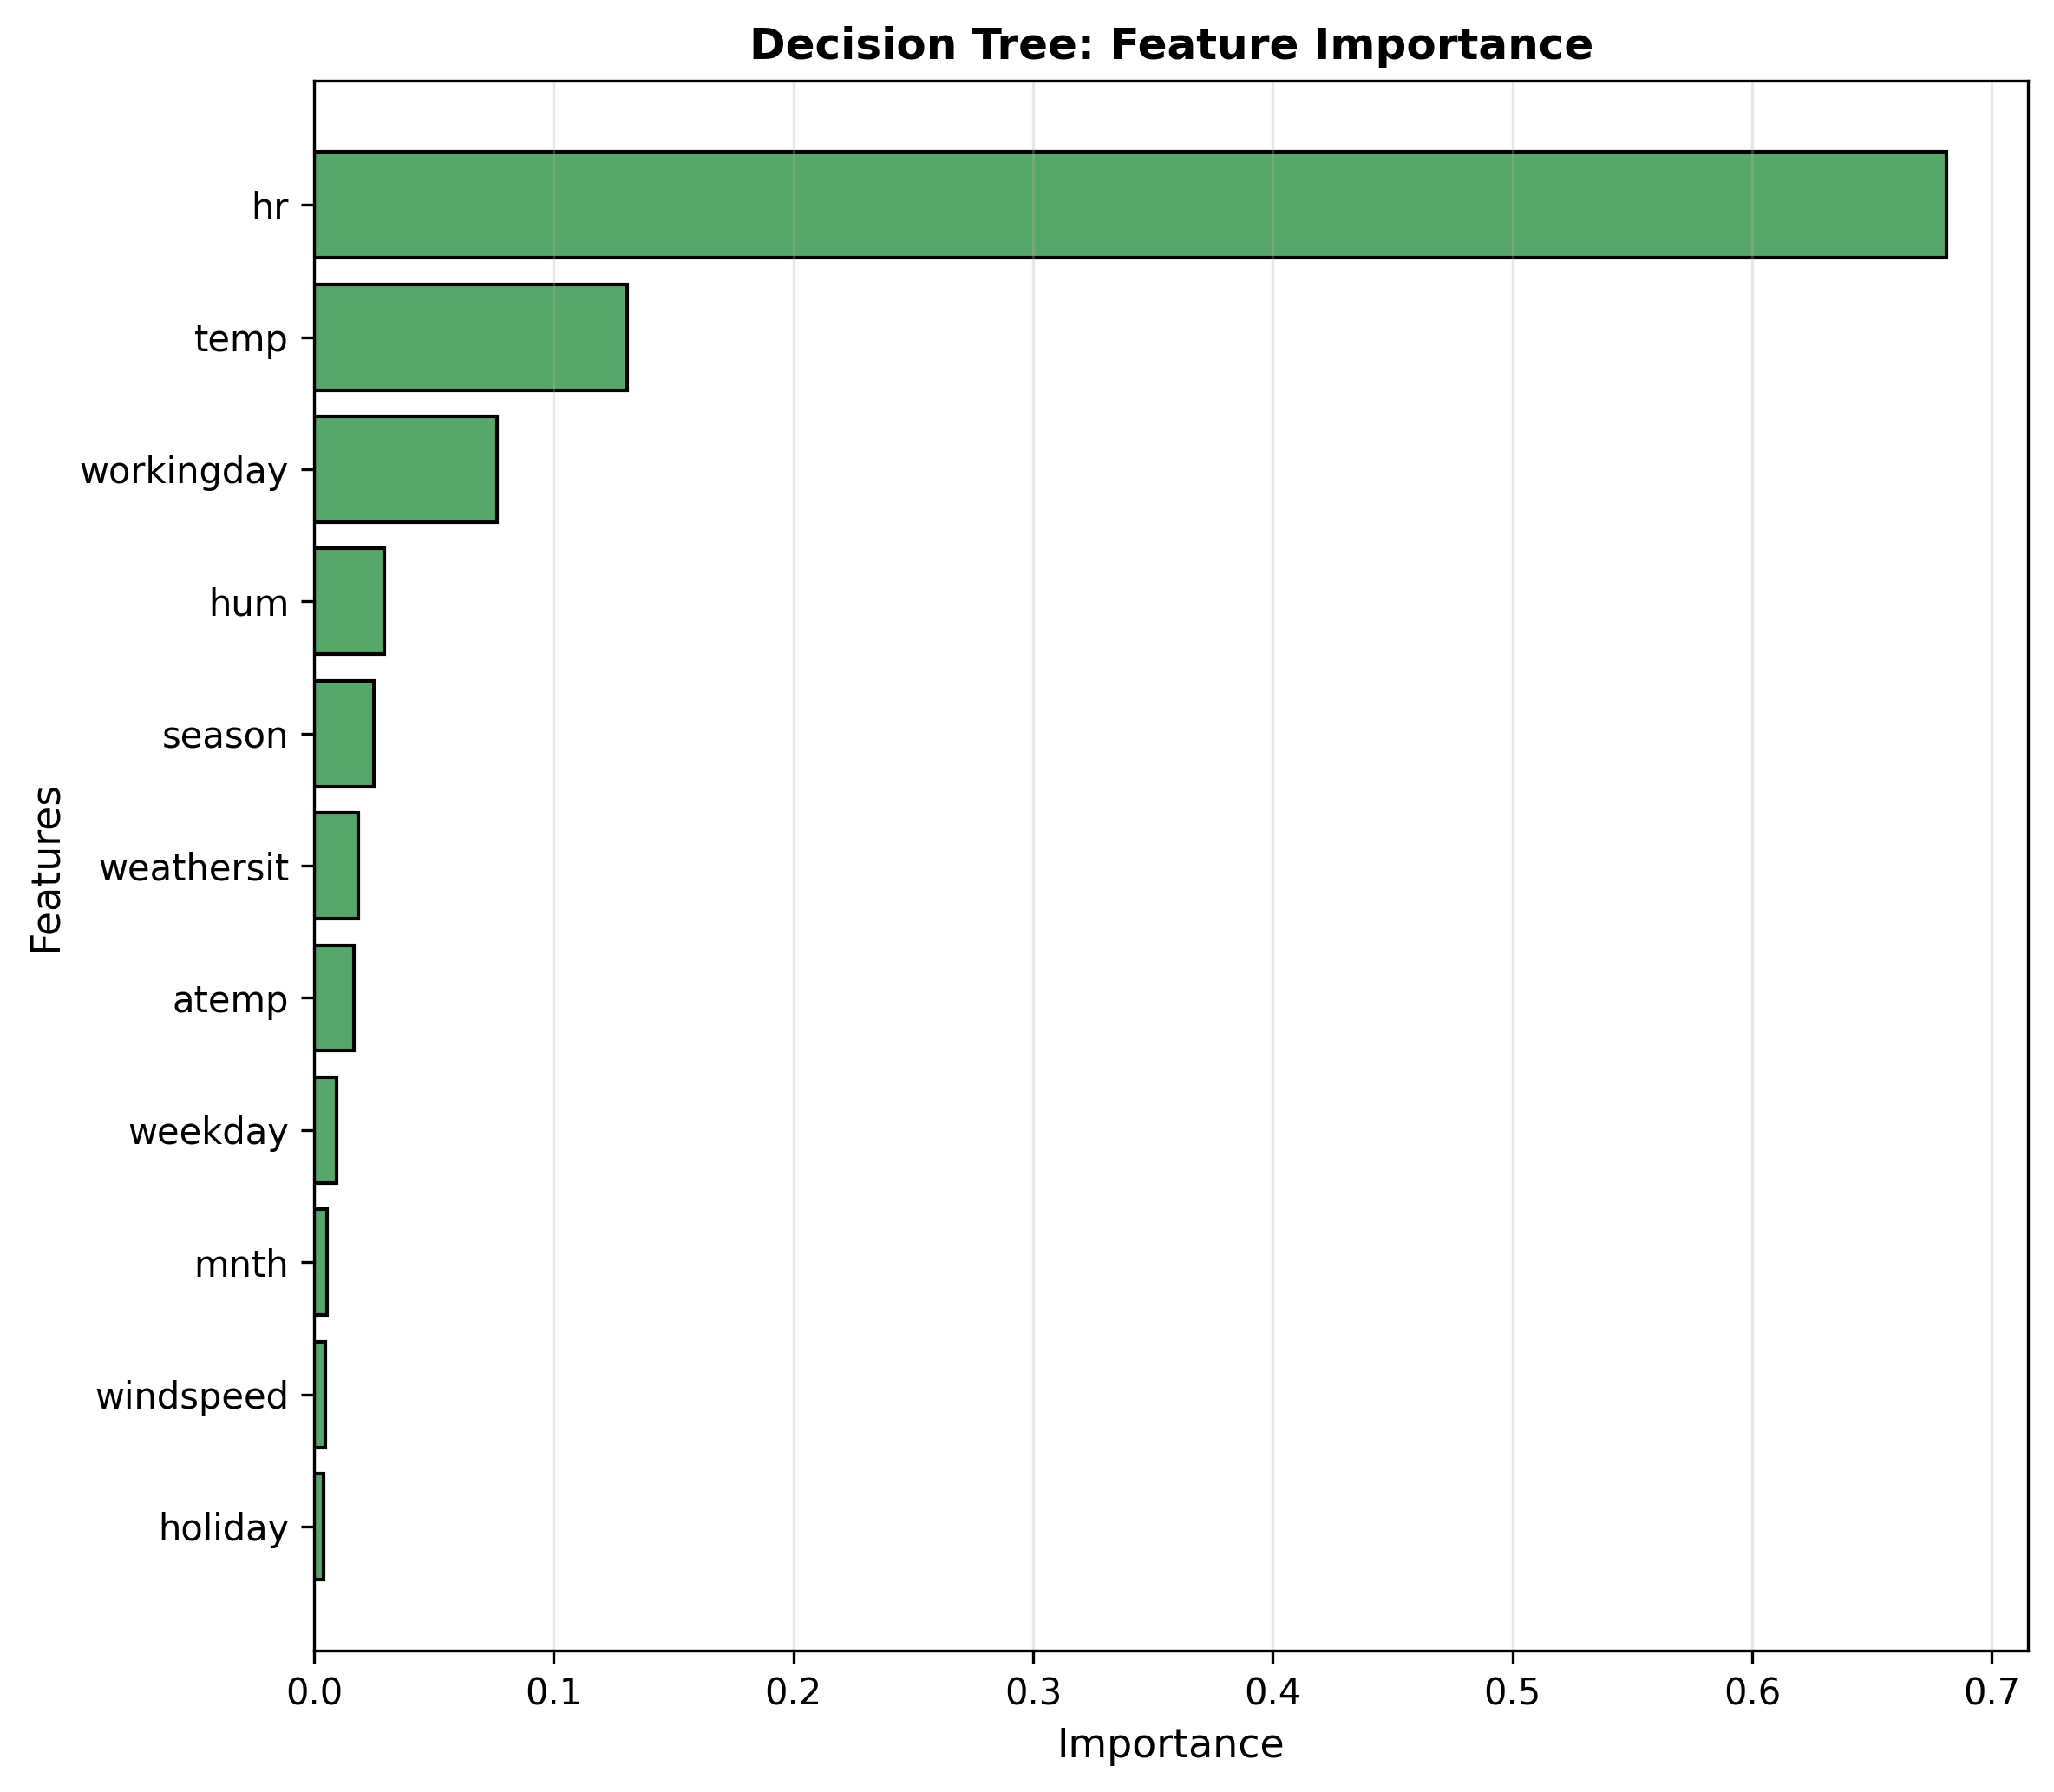 Decision Tree: Feature Importance
hr
temp
workingday
hum
season
weathersit
atemp
weekday
mnth
windspeed
holiday
Features
0.0 0.1 0.2 0.3 0.4 0.5 0.6 0.7
Importance